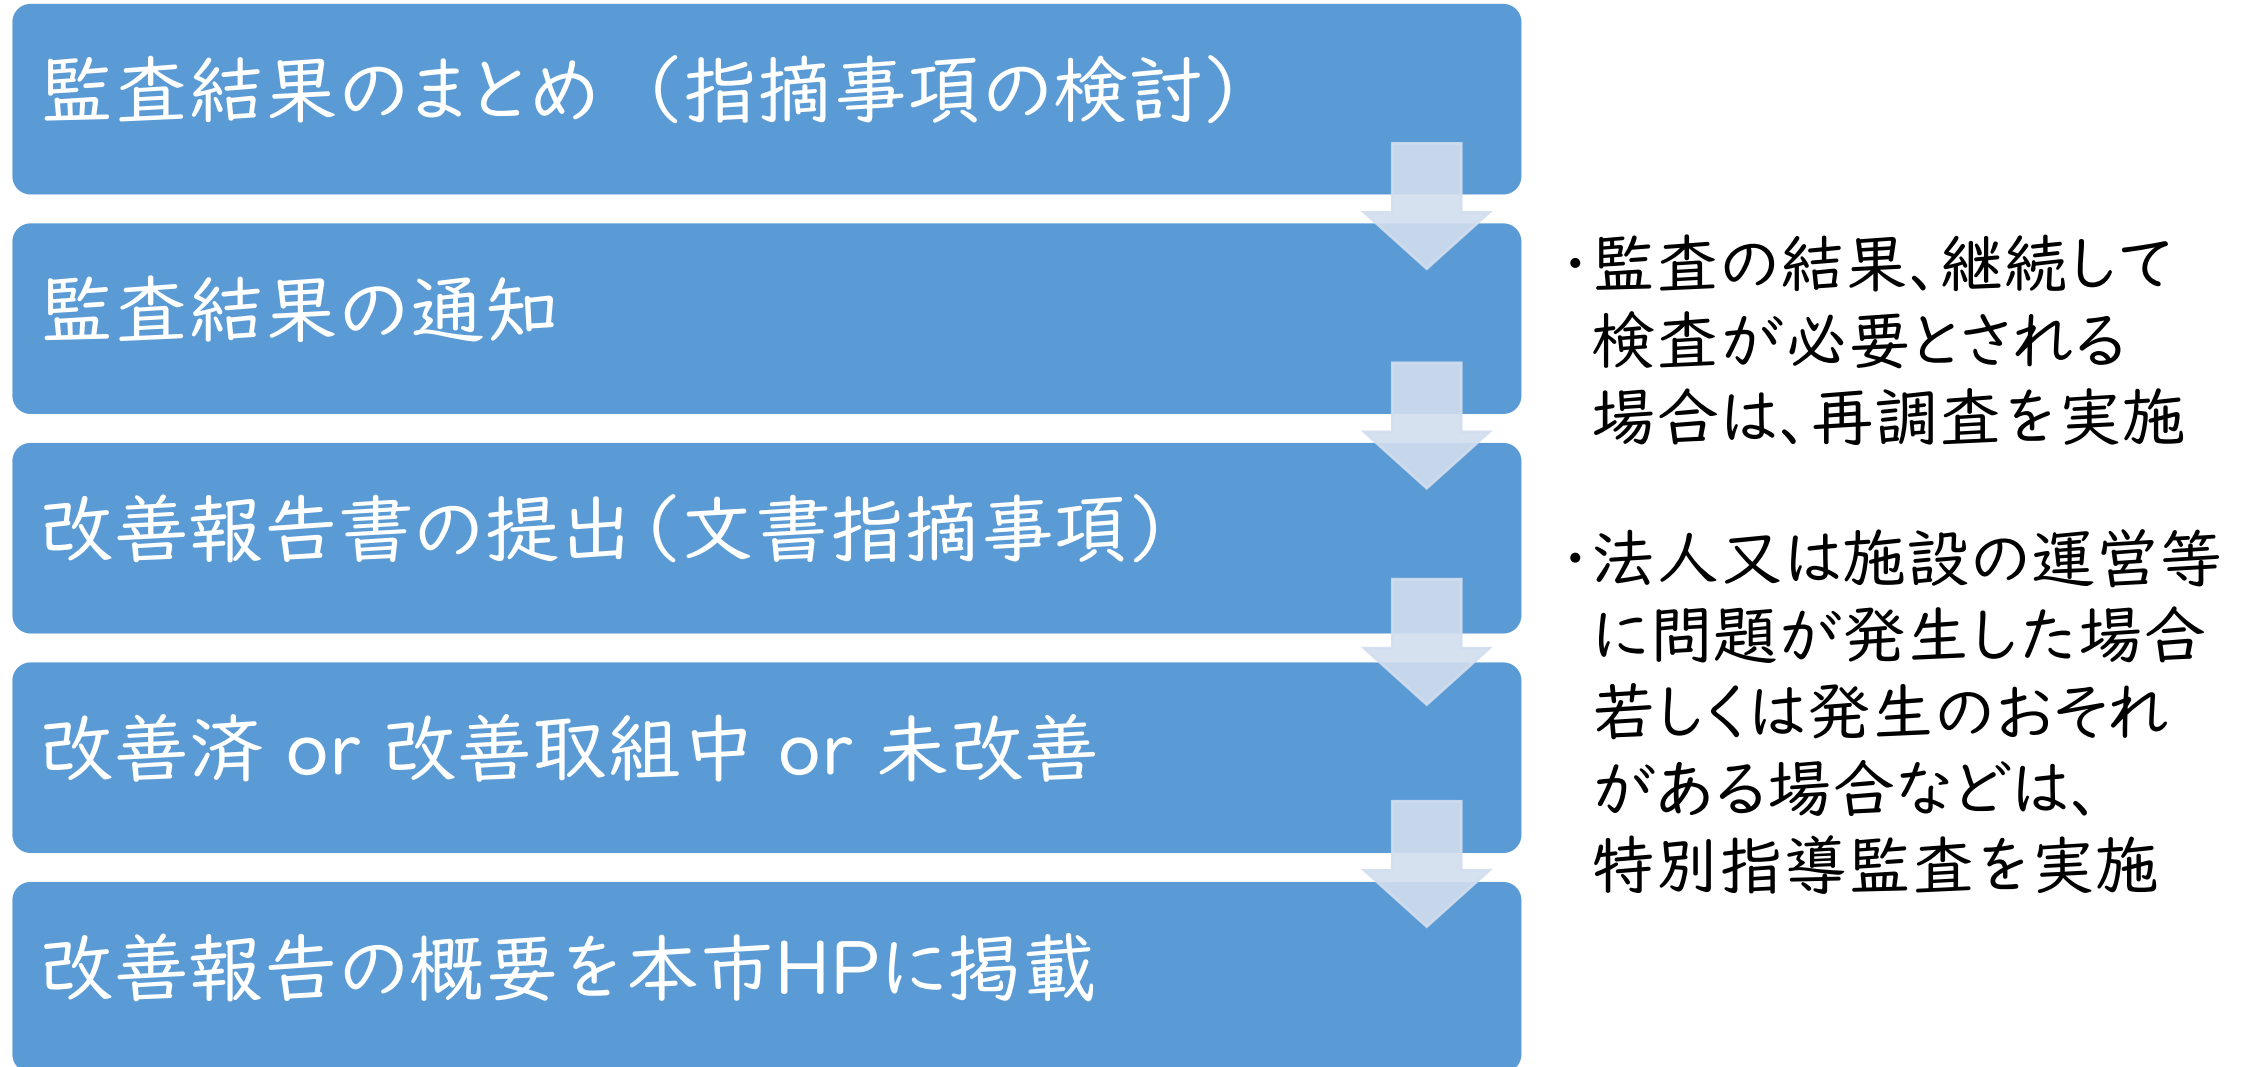 監査結果のまとめ（指摘事項の検討）
監査結果の通知
改善報告書の提出（文書指摘事項）
改善済 or 改善取組中 or 未改善
改善報告の概要を本市HPに掲載
・監査の結果、継続して
検査が必要とされる
場合は、再調査を実施
・法人又は施設の運営等
に問題が発生した場合
若しくは発生のおそれ
がある場合などは、
特別指導監査を実施